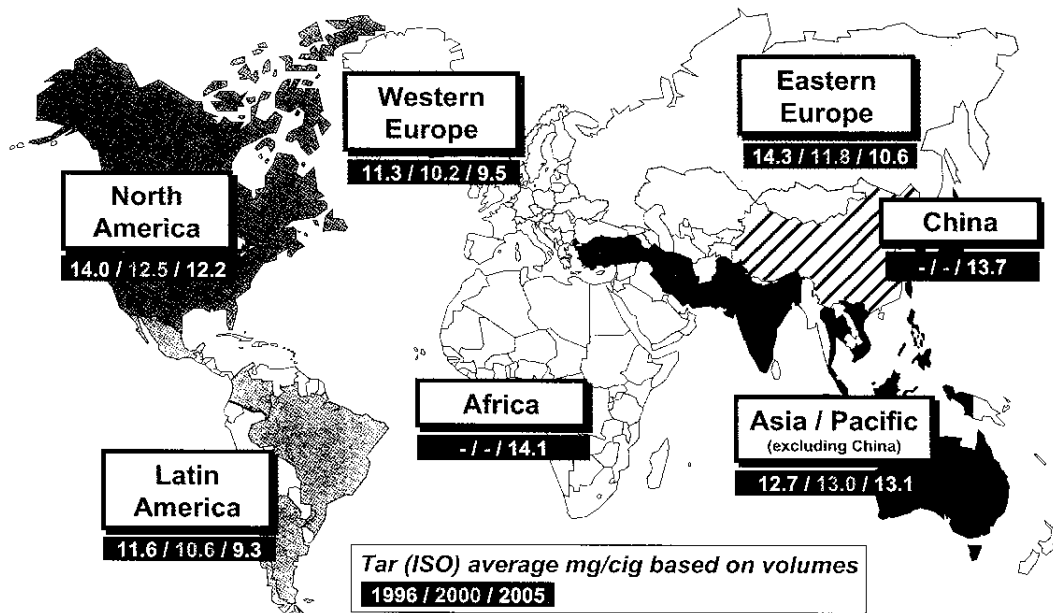 Western
Europe
11.3 / 10.2 / 9.5
Eastern
Europe
14.3 / 11.8 / 10.6
North
America
14.0 / 12.5 / 12.2
China
- / - / 13.7
Africa
- / - / 14.1
Asia / Pacific
(excluding China)
12.7 / 13.0 / 13.1
Latin
America
11.6 / 10.6 / 9.3
Tar (ISO) average mg/cig based on volumes
1996 / 2000 / 2005